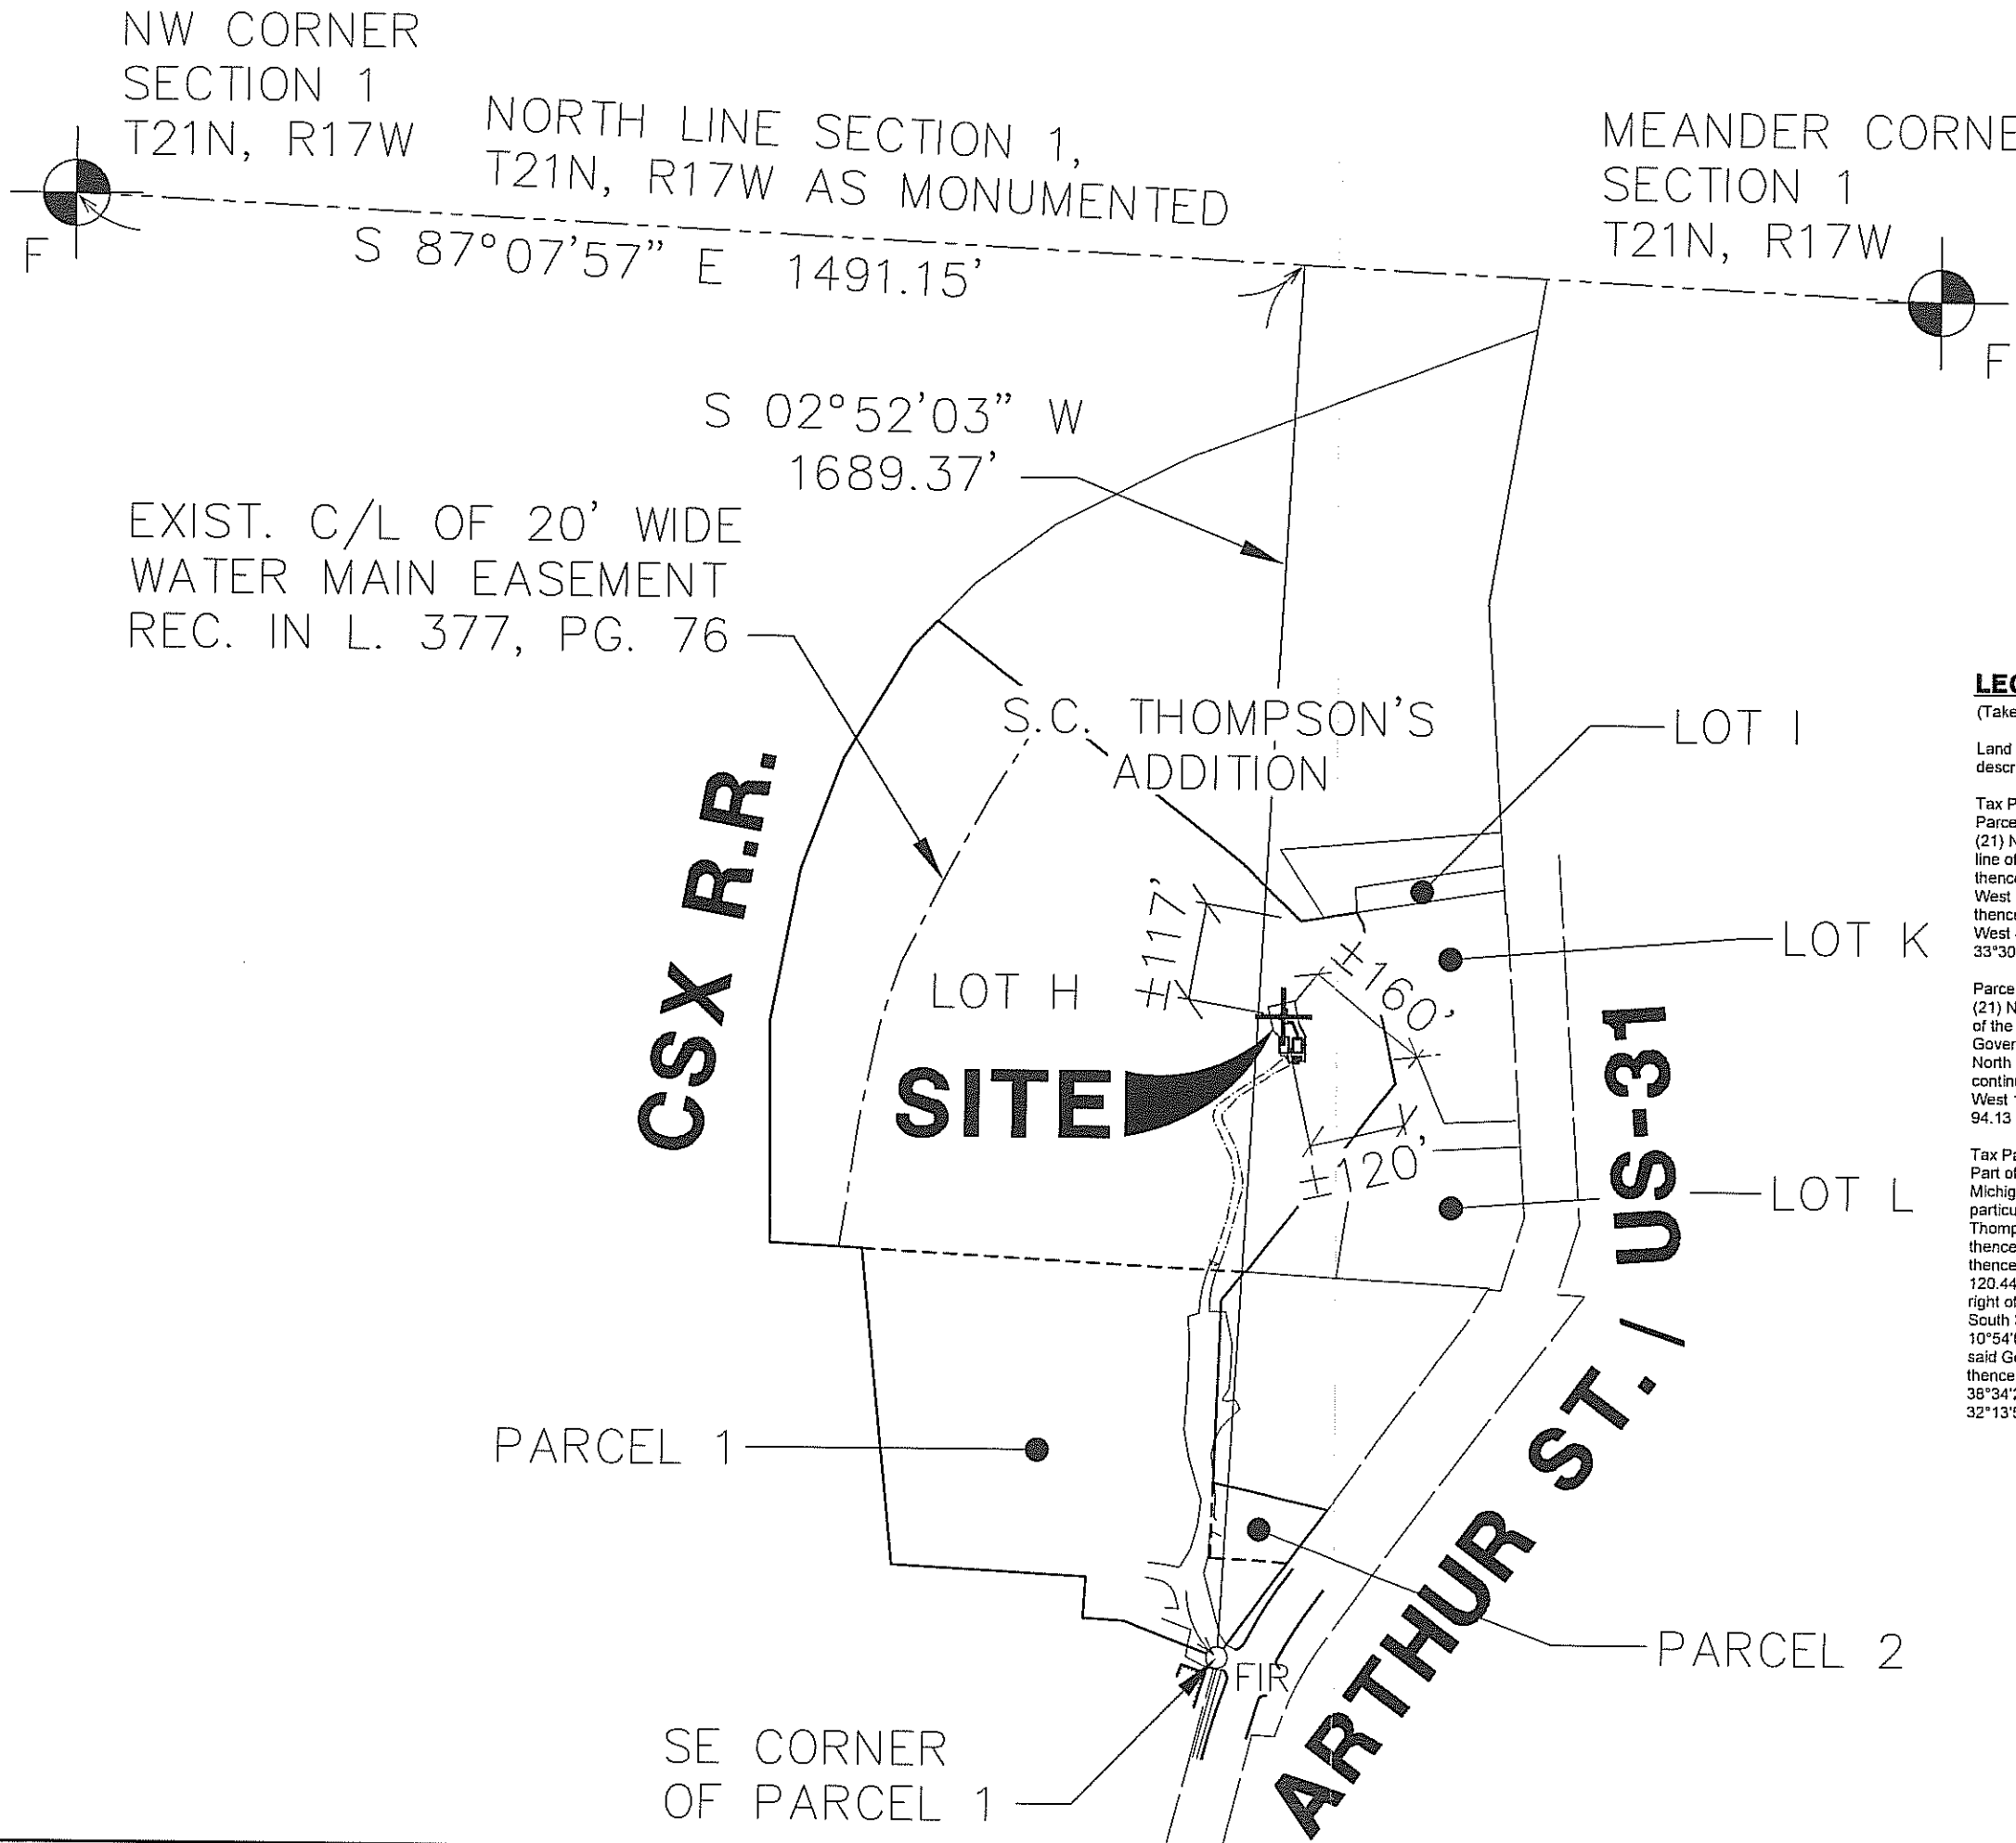 NW CORNER
SECTION 1
T21N, R17W
NORTH LINE SECTION 1,
T21N, R17W AS MONUMENTED
MEANDER CORNE
SECTION 1
T21N, R17W
F
S 87°07'57" E 1491.15'
F
S 02°52'03" W
1689.37'
EXIST. C/L OF 20' WIDE
WATER MAIN EASEMENT
REC. IN L. 377, PG. 76
S.C. THOMPSON'S
ADDITION
LOT I
CSX R.R.
±117'
LOT K
LOT H
±160'
SITE
±120'
LOT L
ARTHUR ST. / US-31
PARCEL 1
PARCEL 2
FIR
SE CORNER
OF PARCEL 1
(Take
Land
descr
Tax P
Parce
(21) N
line of
thence
West
thence
West
33°30
Parce
(21) N
of the
Gover
North
contin
West
94.13
Tax Pa
Part of
Michig
particu
Thomp
thence
thence
120.44
right of
South
10°54'
said G
thence
38°34'2
32°13'5